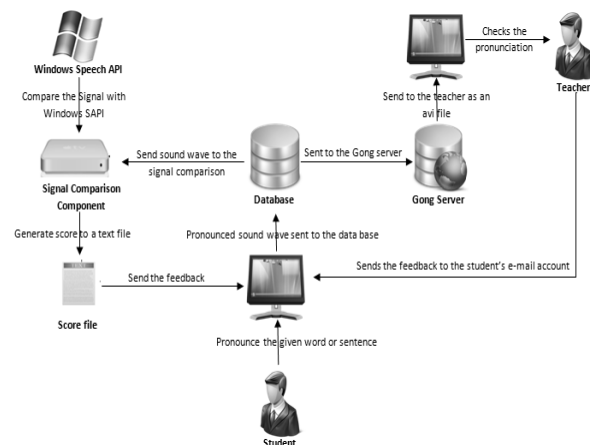 Checks the
pronunciation
Windows Speech API
Teacher
Compare the Signal with
Windows SAPI
Send to the teacher as an
avi file
Send sound wave to the
signal comparison
Sent to the Gong server
Signal Comparison
Component
Database
Gong Server
Generate score to a text file
Pronounced sound wave sent to the data base
Send the feedback
Sends the feedback to the student's e-mail account
Score file
Pronounce the given word or sentence
Student